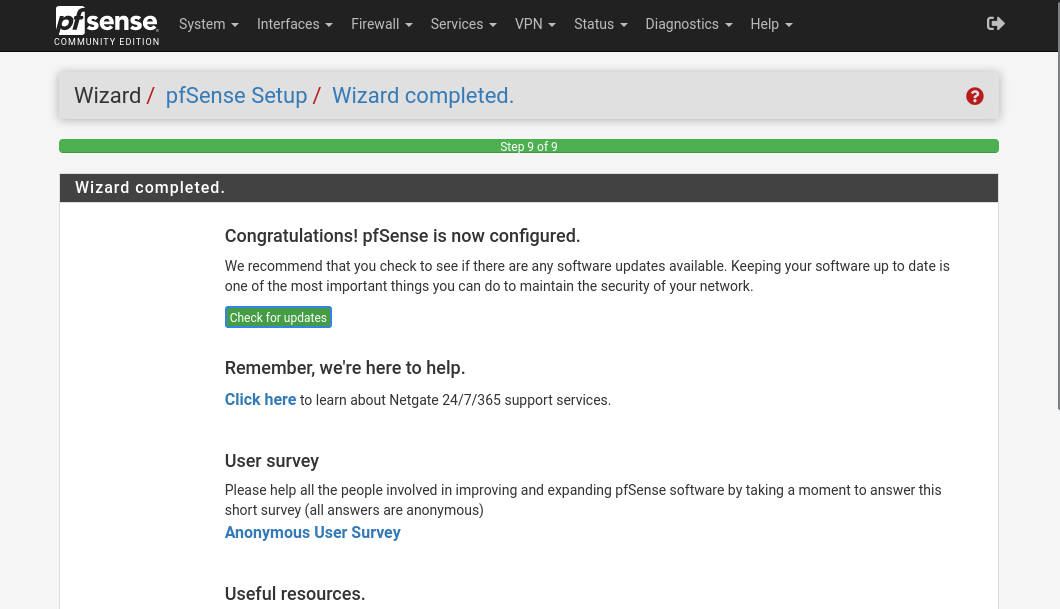 pfsense
COMMUNITY EDITION
System Interfaces Firewall Services VPN Status Diagnostics Help
Wizard / pfSense Setup / Wizard completed.
Step 9 of 9
Wizard completed.
Congratulations! pfSense is now configured.
We recommend that you check to see if there are any software updates available. Keeping your software up to date is
one of the most important things you can do to maintain the security of your network.
Check for updates
Remember, we're here to help.
Click here to learn about Netgate 24/7/365 support services.
User survey
Please help all the people involved in improving and expanding pfSense software by taking a moment to answer this
short survey (all answers are anonymous)
Anonymous User Survey
Useful resources.